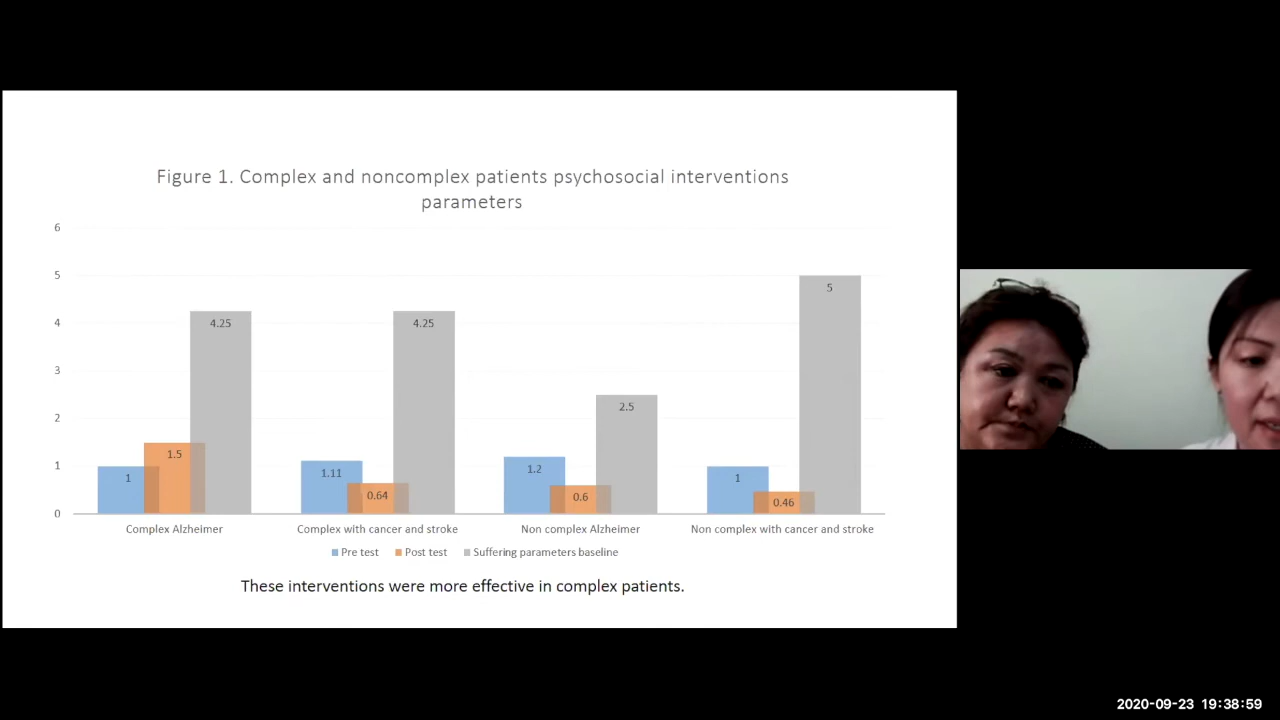 Figure 1. Complex and noncomplex patients psychosocial interventions
parameters
6
5
4
3
2
1
0
1
1.5
4.25
1.11
0.64
4.25
1.2
0.6
2.5
1
0.46
5
Complex Alzheimer
Complex with cancer and stroke
Non complex Alzheimer
Non complex with cancer and stroke
Pre test
Post test
Suffering parameters baseline
These interventions were more effective in complex patients.
2020-09-23 19:38:59